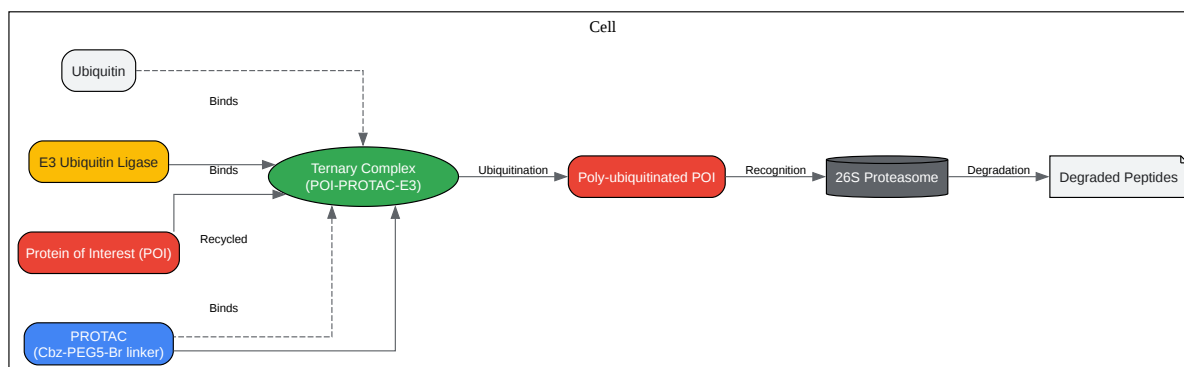 Cell
Ubiquitin
Binds
E3 Ubiquitin Ligase
Binds
Ternary Complex
(POI-PROTAC-E3)
Ubiquitination
Poly-ubiquitinated POI
Recognition
26S Proteasome
Degradation
Degraded Peptides
Protein of Interest (POI)
Recycled
Binds
PROTAC
(Cbz-PEG5-Br linker)